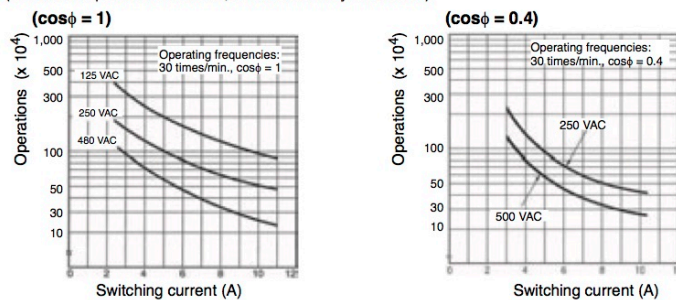 (cosϕ = 1)
Operations (x 10⁴)
1,000
500
300
100
50
30
10
Operating frequencies:
30 times/min., cosϕ = 1
125 VAC
250 VAC
480 VAC
0 2 4 6 8 10 12
Switching current (A)
(cosϕ = 0.4)
Operations (x 10⁴)
1,000
500
300
100
50
30
10
Operating frequencies:
30 times/min., cosϕ = 0.4
250 VAC
500 VAC
0 2 4 6 8 10
Switching current (A)